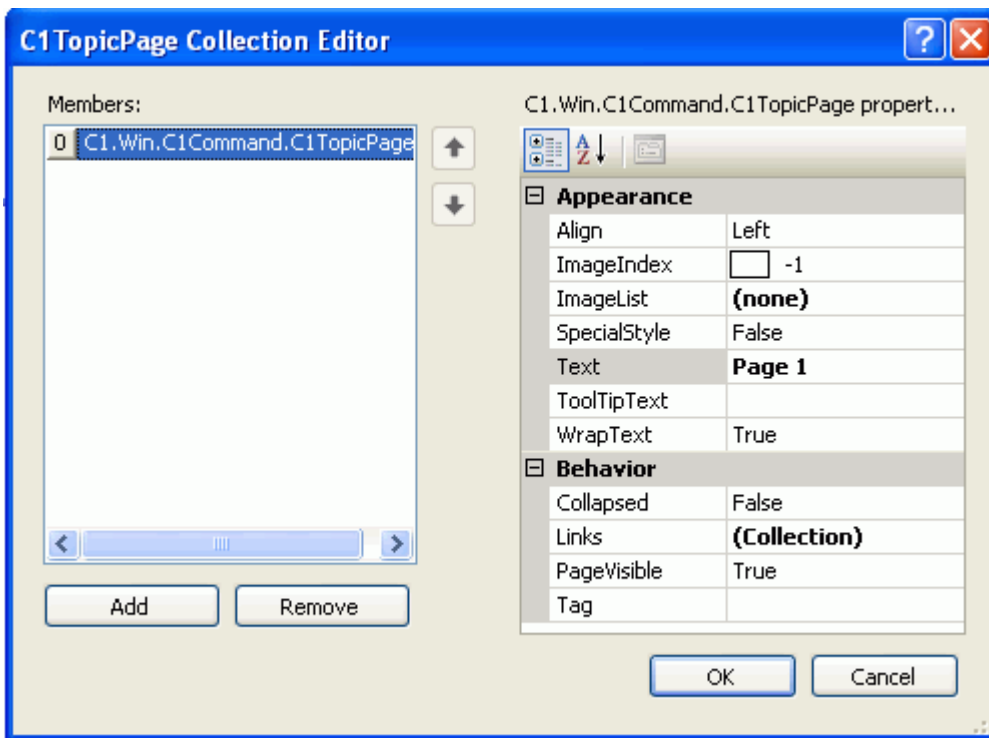 C1TopicPage Collection Editor
Members:
0 C1.Win.C1Command.C1TopicPage
Add Remove
C1.Win.C1Command.C1TopicPage propert...
Appearance
Align Left
ImageIndex -1
ImageList (none)
SpecialStyle False
Text Page 1
ToolTipText
WrapText True
Behavior
Collapsed False
Links (Collection)
PageVisible True
Tag
OK Cancel